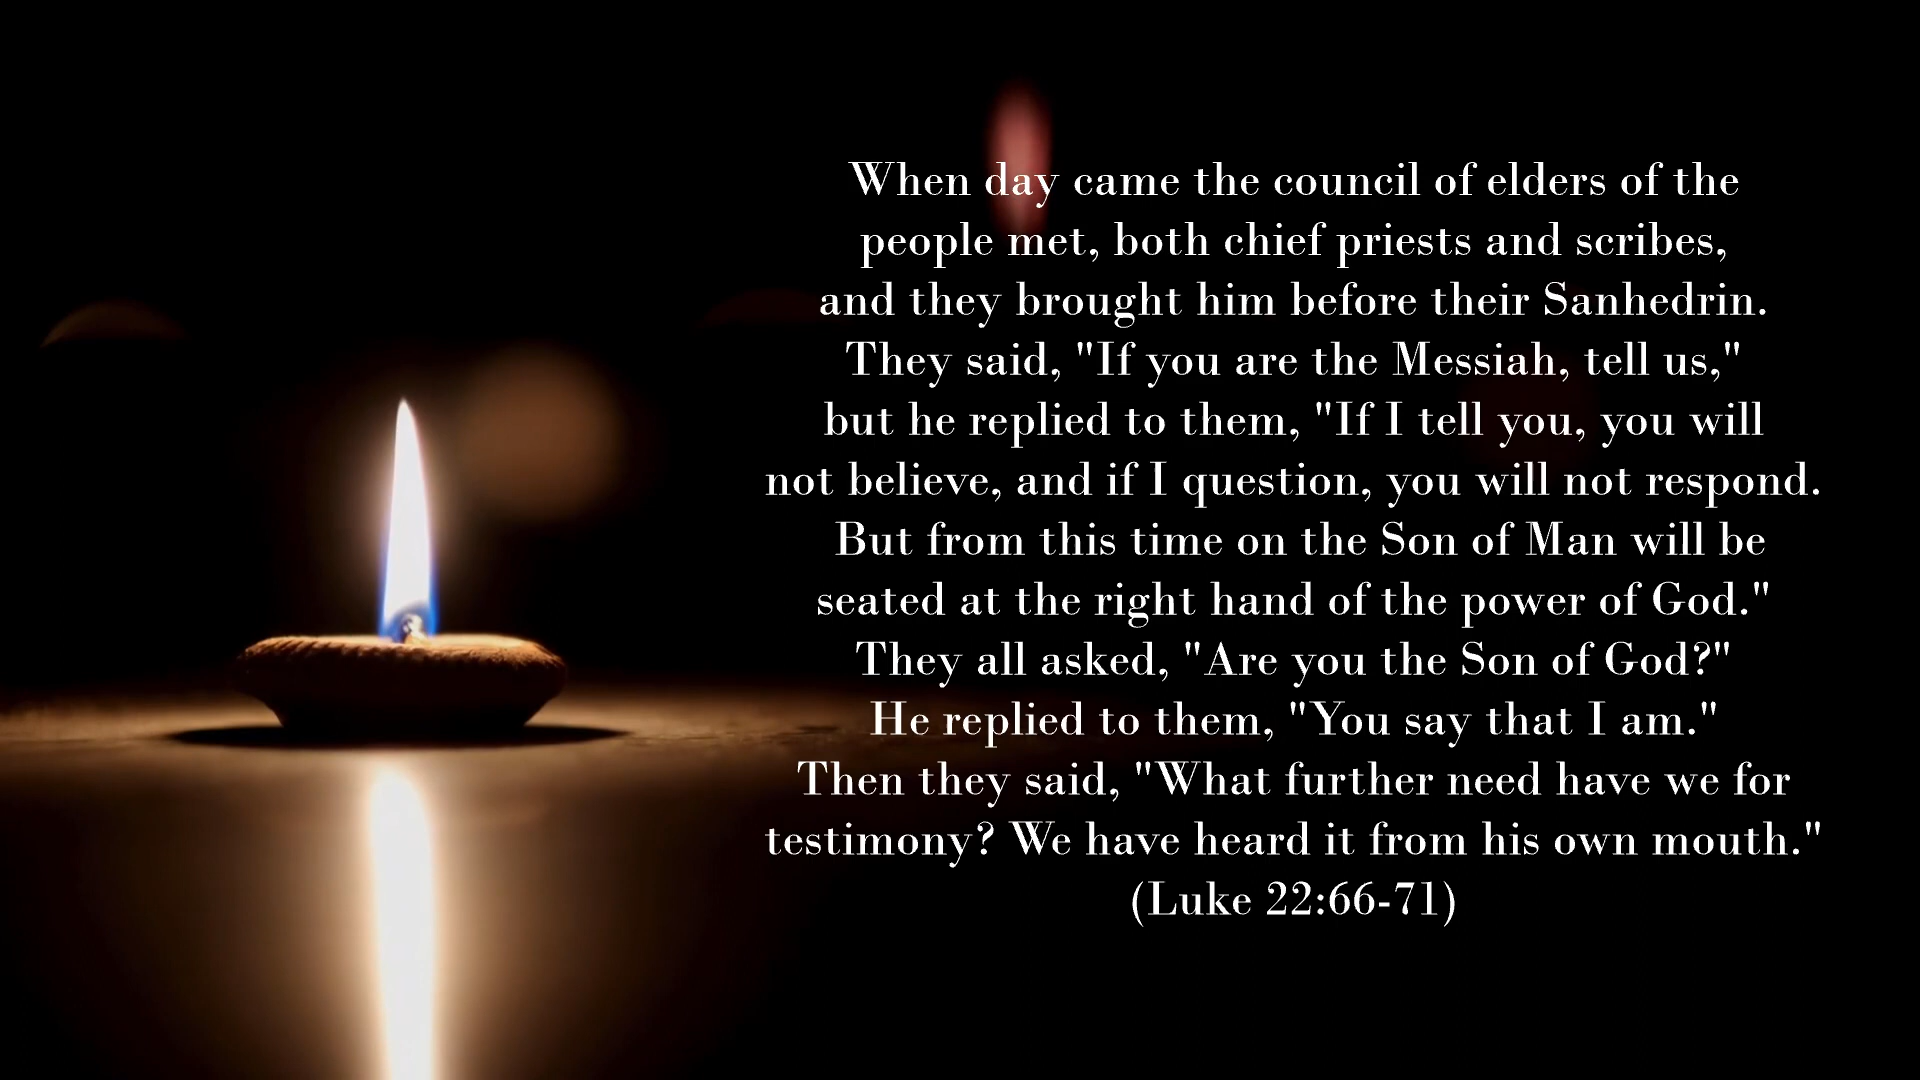 When day came the council of elders of the
people met, both chief priests and scribes,
and they brought him before their Sanhedrin.
They said, "If you are the Messiah, tell us,"
but he replied to them, "If I tell you, you will
not believe, and if I question, you will not respond.
But from this time on the Son of Man will be
seated at the right hand of the power of God."
They all asked, "Are you the Son of God?"
He replied to them, "You say that I am."
Then they said, "What further need have we for
testimony? We have heard it from his own mouth."
(Luke 22:66-71)